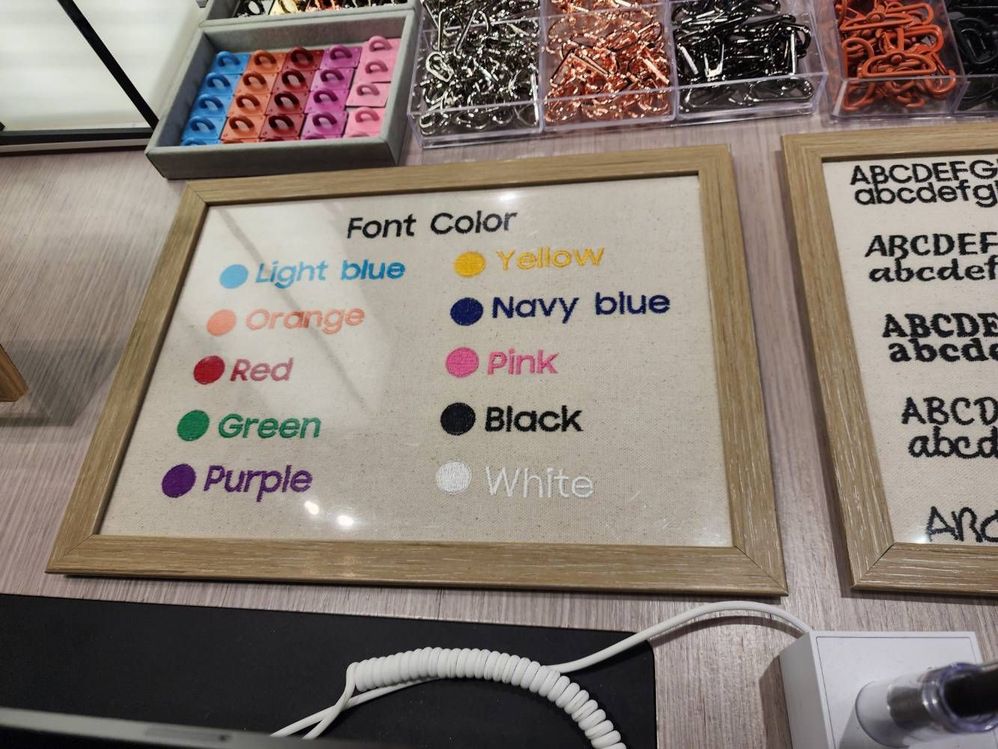 Font Color
Light blue
Orange
Red
Green
Purple
Yellow
Navy blue
Pink
Black
White
ABCDEFG
abcdefg
ABCDEF
abcdef
ABCDE
abcde
ABCD
abcd
ABC